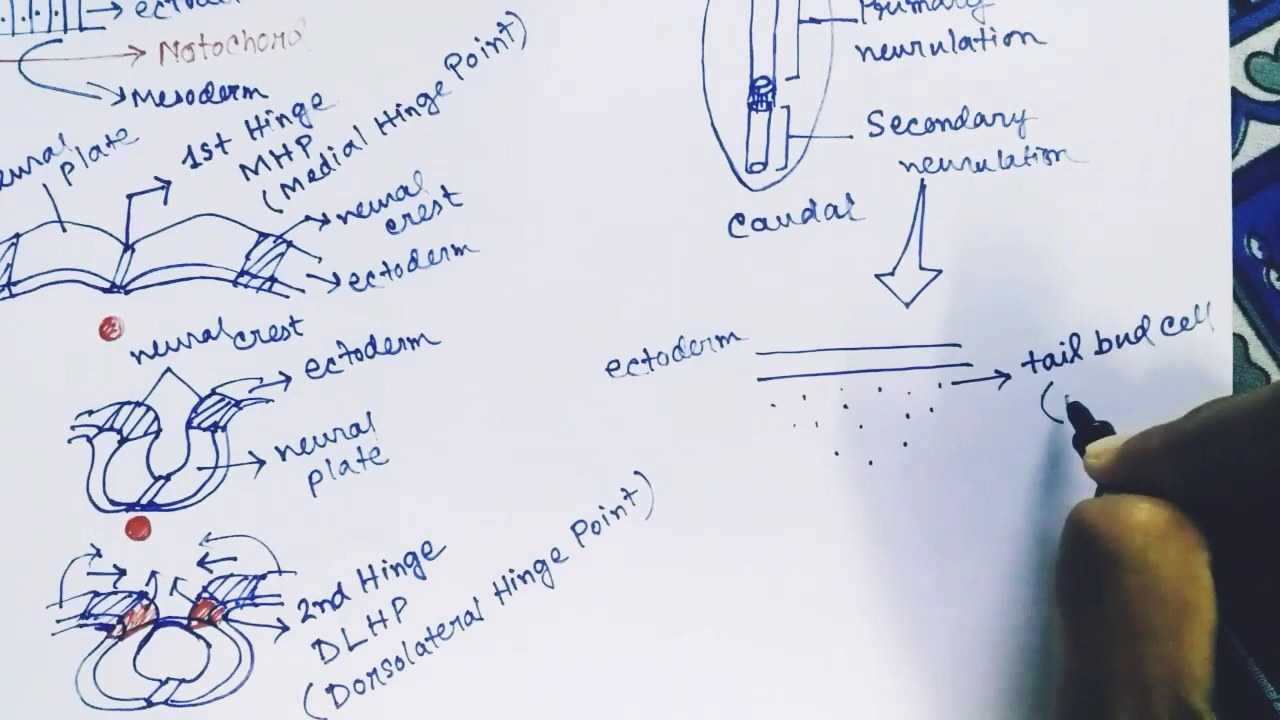 Notochord
Mesoderm
plate
1st Hinge
MHP
(Medial Hinge Point)
neural
crest
ectoderm
neural crest
ectoderm
neural
plate
2nd Hinge
DLHP
(Dorsolateral Hinge Point)
Primary
neurulation
Secondary
neurulation
Caudal
ectoderm
tail bud cell
(